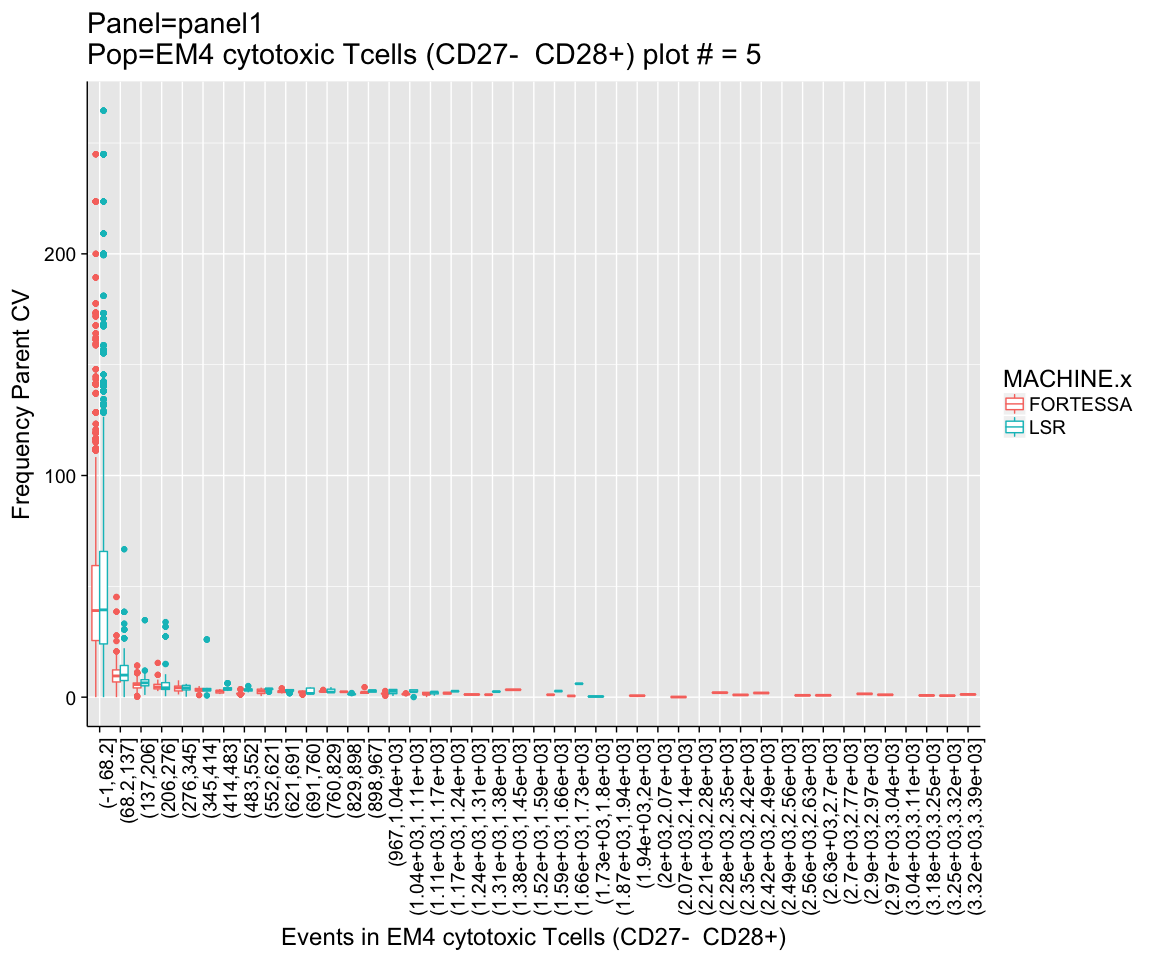 Panel=panel1
Pop=EM4 cytotoxic Tcells (CD27-  CD28+) plot # = 5
Frequency Parent CV
200
100
0
(-1,68.2]
(68.2,137]
(137,206]
(206,276]
(276,345]
(345,414]
(414,483]
(483,552]
(552,621]
(621,691]
(691,760]
(760,829]
(829,898]
(898,967]
(967,1.04e+03]
(1.04e+03,1.11e+03]
(1.11e+03,1.17e+03]
(1.17e+03,1.24e+03]
(1.24e+03,1.31e+03]
(1.31e+03,1.38e+03]
(1.38e+03,1.45e+03]
(1.52e+03,1.59e+03]
(1.59e+03,1.66e+03]
(1.66e+03,1.73e+03]
(1.73e+03,1.8e+03]
(1.87e+03,1.94e+03]
(1.94e+03,2e+03]
(2e+03,2.07e+03]
(2.07e+03,2.14e+03]
(2.21e+03,2.28e+03]
(2.28e+03,2.35e+03]
(2.35e+03,2.42e+03]
(2.42e+03,2.49e+03]
(2.49e+03,2.56e+03]
(2.56e+03,2.63e+03]
(2.63e+03,2.7e+03]
(2.7e+03,2.77e+03]
(2.9e+03,2.97e+03]
(2.97e+03,3.04e+03]
(3.04e+03,3.11e+03]
(3.18e+03,3.25e+03]
(3.25e+03,3.32e+03]
(3.32e+03,3.39e+03]
Events in EM4 cytotoxic Tcells (CD27-  CD28+)
MACHINE.x
FORTESSA
LSR